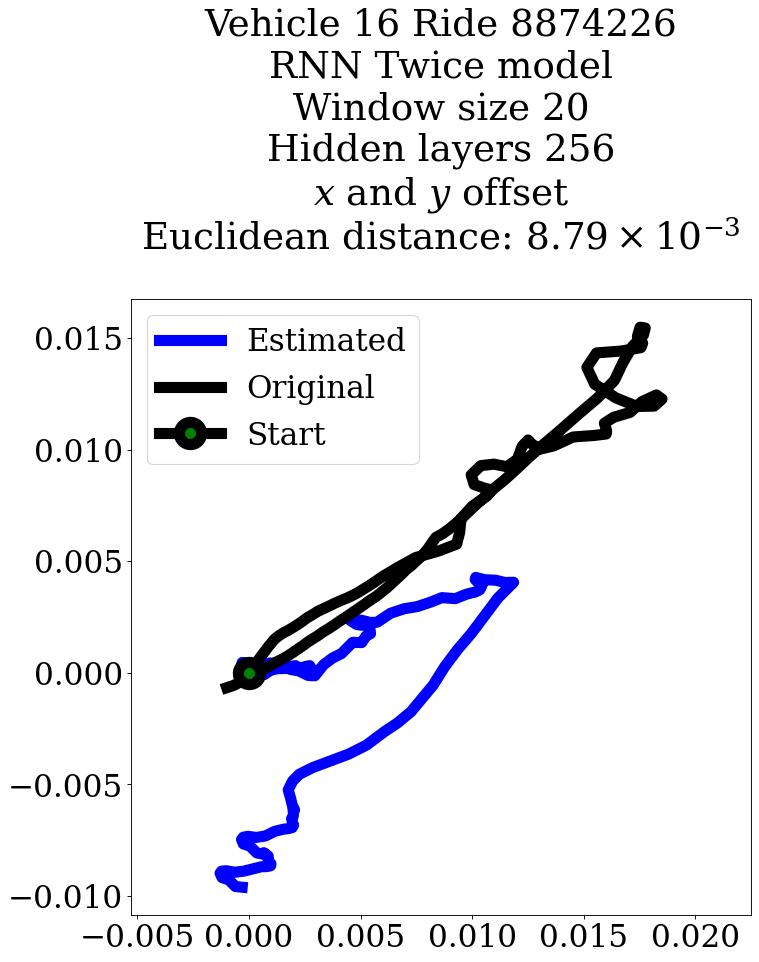 Vehicle 16 Ride 8874226
RNN Twice model
Window size 20
Hidden layers 256
x and y offset
Euclidean distance: 8.79 × 10⁻³
Estimated
Original
Start
0.015
0.010
0.005
0.000
−0.005
−0.010
−0.005 0.000 0.005 0.010 0.015 0.020